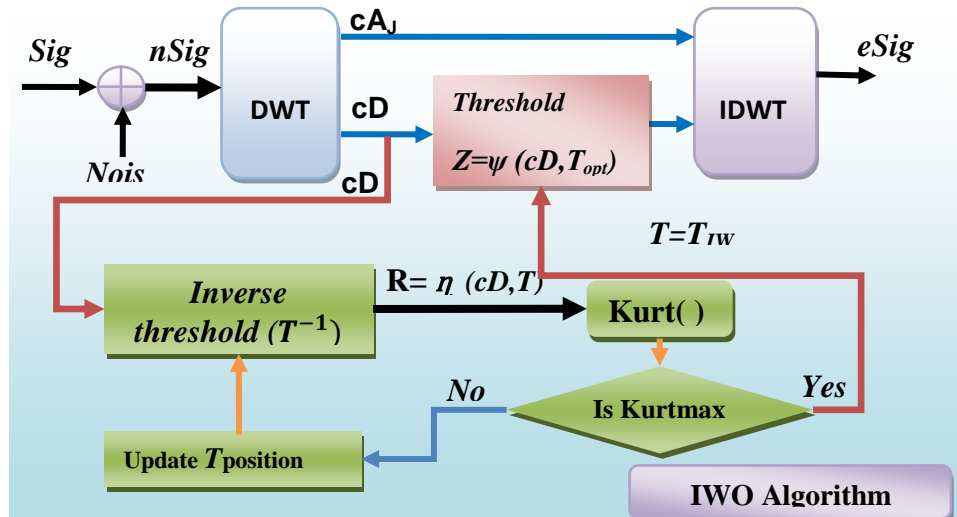 Sig
nSig
Nois
DWT
cA_J
cD
cD
Threshold
Z=ψ (cD,T_opt)
IDWT
eSig
T=T_IW
Inverse
threshold (T⁻¹)
R= η (cD,T)
Kurt( )
Is Kurtmax
Yes
No
Update Tposition
IWO Algorithm